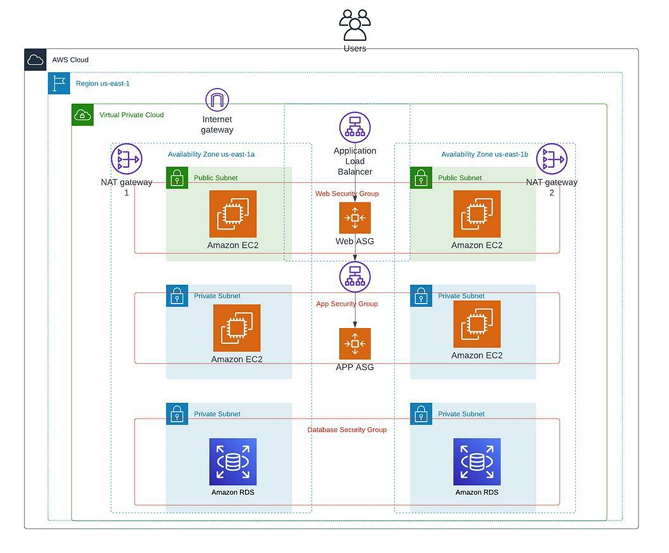 Users
AWS Cloud
Region us-east-1
Virtual Private Cloud
Internet
gateway
Application
Load
Balancer
Availability Zone us-east-1a
Availability Zone us-east-1b
NAT gateway
1
NAT gateway
2
Public Subnet
Public Subnet
Web Security Group
Amazon EC2
Web ASG
Amazon EC2
Private Subnet
Private Subnet
App Security Group
Amazon EC2
APP ASG
Amazon EC2
Private Subnet
Private Subnet
Database Security Group
Amazon RDS
Amazon RDS